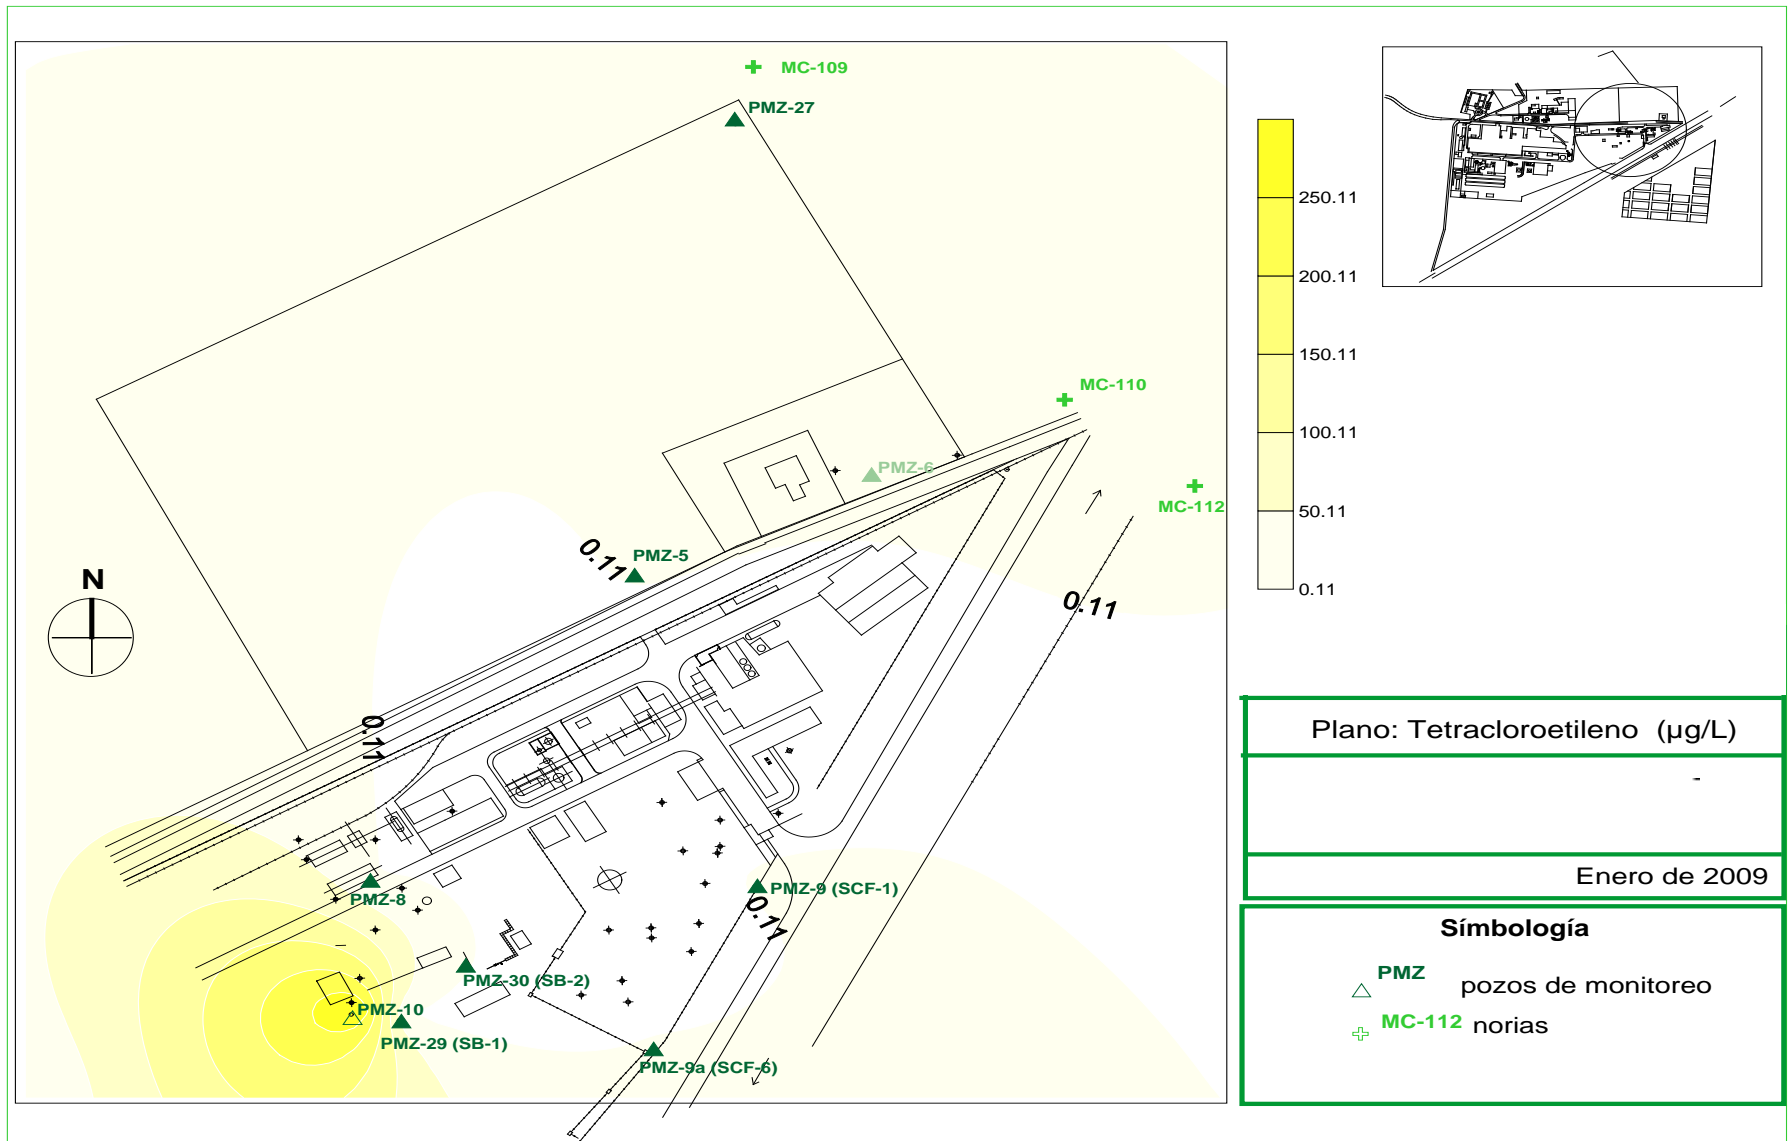 MC-109
PMZ-27
MC-110
PMZ-6
MC-112
0.11
PMZ-5
0.11
N
0.11
PMZ-8
PMZ-9 (SCF-1)
0.11
PMZ-30 (SB-2)
PMZ-10
PMZ-29 (SB-1)
PMZ-9a (SCF-6)
250.11
200.11
150.11
100.11
50.11
0.11
Plano: Tetracloroetileno (µg/L)
-
Enero de 2009
Símbología
PMZ pozos de monitoreo
MC-112 norias